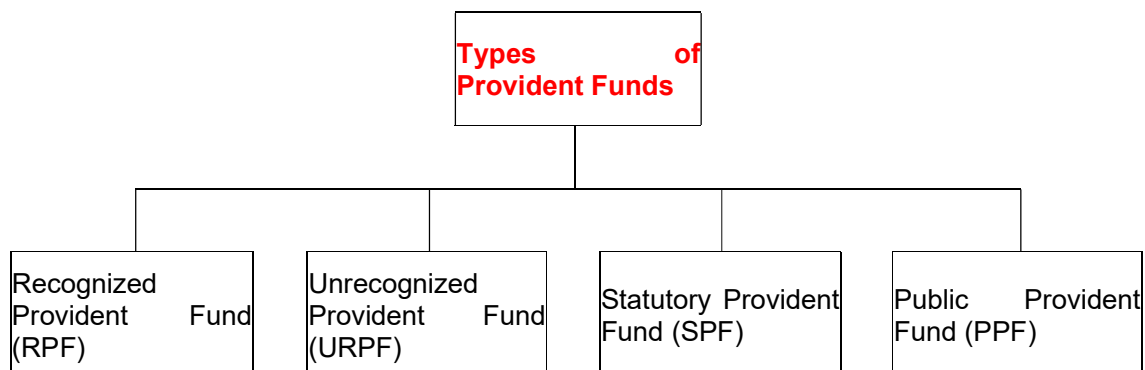 Types of
Provident Funds
Recognized
Provident Fund
(RPF)
Unrecognized
Provident Fund
(URPF)
Statutory Provident
Fund (SPF)
Public Provident
Fund (PPF)